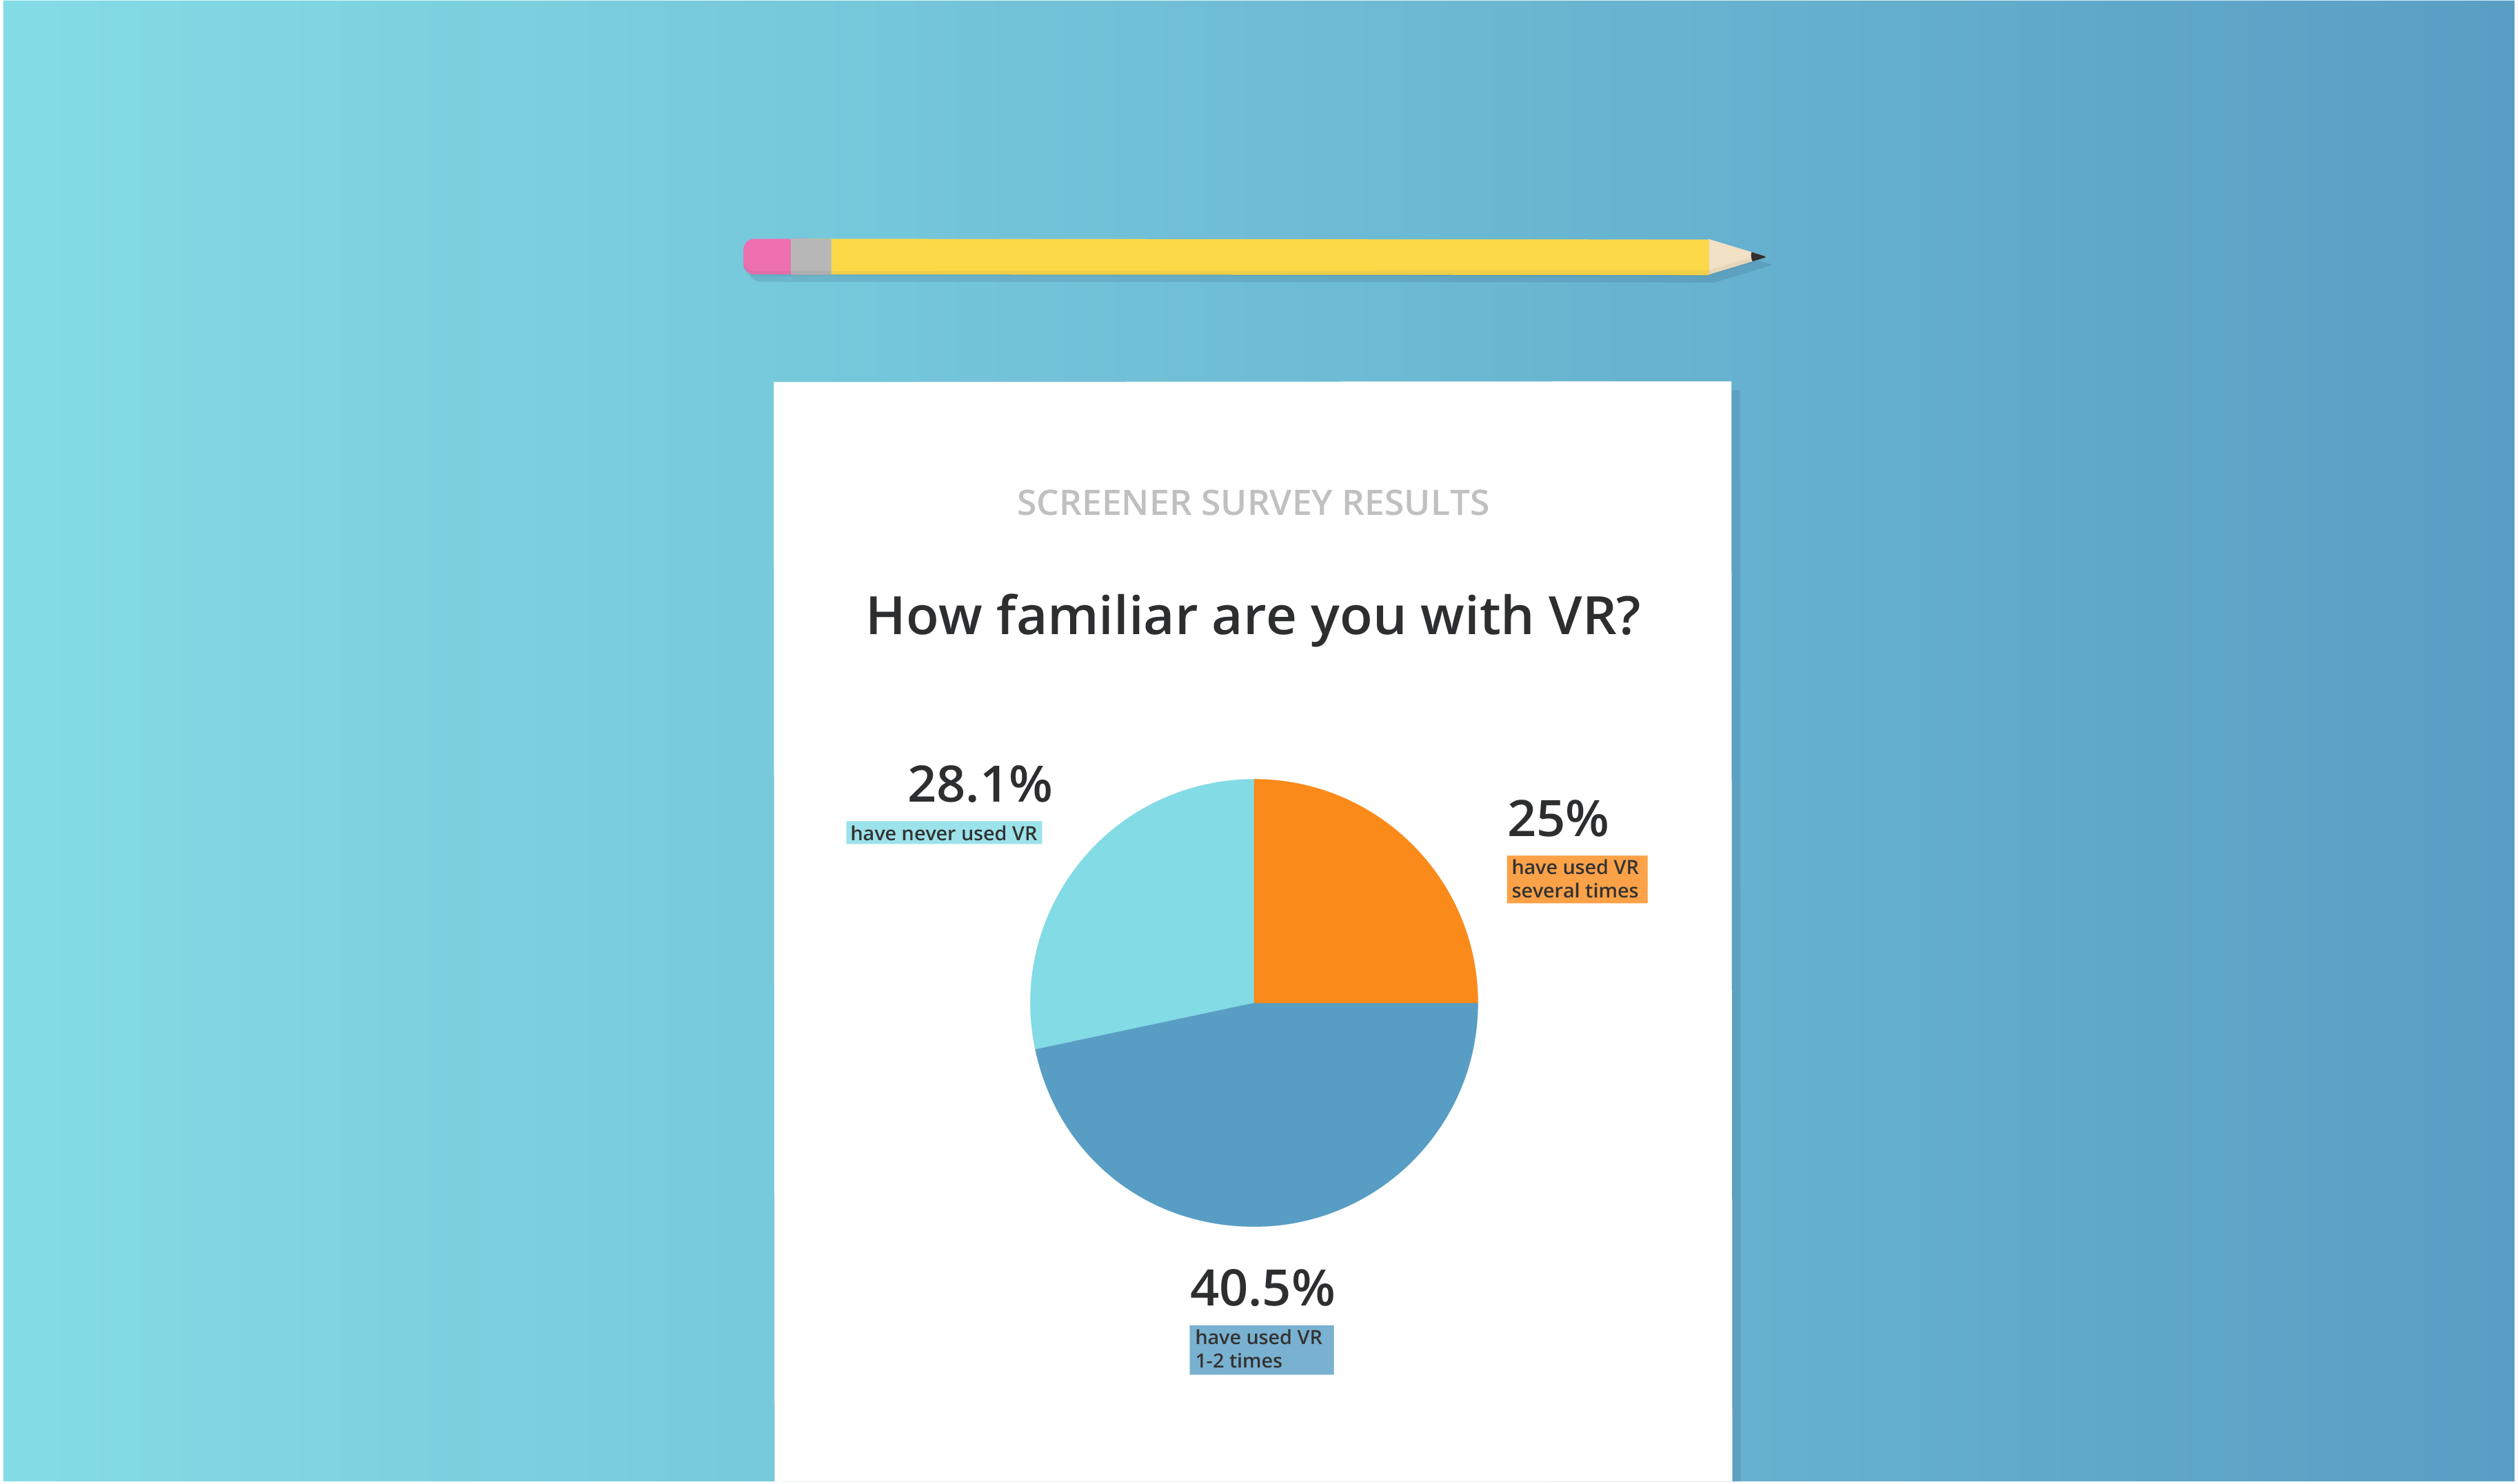 SCREENER SURVEY RESULTS
How familiar are you with VR?
28.1%
have never used VR
25%
have used VR
several times
40.5%
have used VR
1-2 times